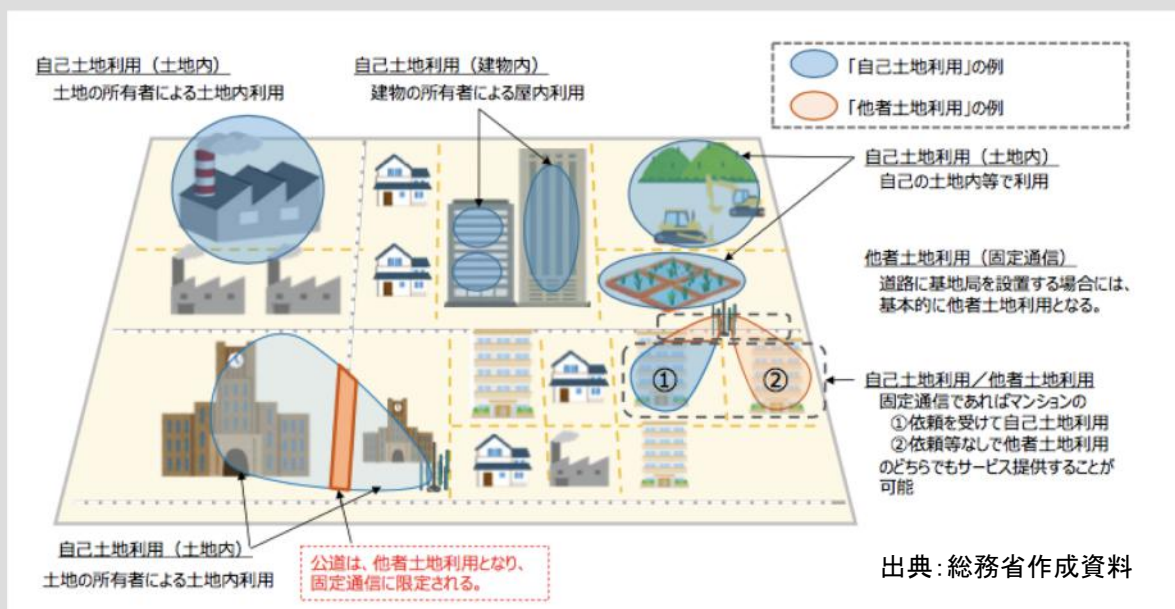 自己土地利用（土地内）
土地の所有者による土地内利用
自己土地利用（建物内）
建物の所有者による屋内利用
「自己土地利用」の例
「他者土地利用」の例
自己土地利用（土地内）
自己の土地内等で利用
他者土地利用（固定通信）
道路に基地局を設置する場合には、
基本的に他者土地利用となる。
①
②
自己土地利用／他者土地利用
固定通信であればマンションの
①依頼を受けて自己土地利用
②依頼等なしで他者土地利用
のどちらでもサービス提供することが
可能
自己土地利用（土地内）
土地の所有者による土地内利用
公道は、他者土地利用となり、
固定通信に限定される。
出典：総務省作成資料